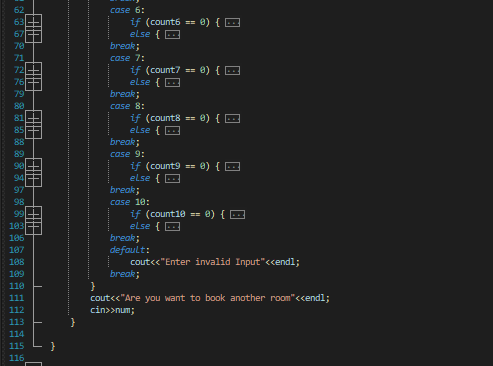 62 case 6:
63 if (count6 == 0) { ...
67 else { ...
70 break;
71 case 7:
72 if (count7 == 0) { ...
76 else { ...
79 break;
80 case 8:
81 if (count8 == 0) { ...
85 else { ...
88 break;
89 case 9:
90 if (count9 == 0) { ...
94 else { ...
97 break;
98 case 10:
99 if (count10 == 0) { ...
103 else { ...
106 break;
107 default:
108 cout<<"Enter invalid Input"<<endl;
109 break;
110 }
111 cout<<"Are you want to book another room"<<endl;
112 cin>>num;
113 }
114
115 }
116